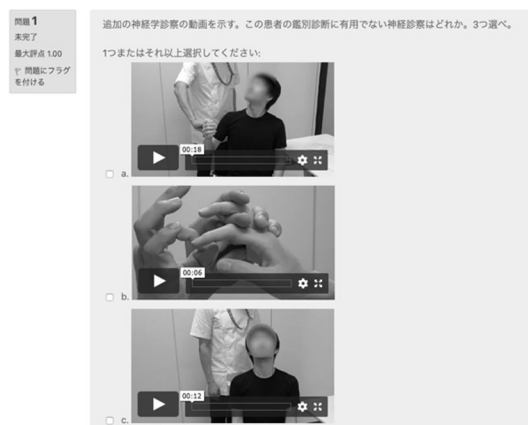 問題 1
未完了
最大評点 1.00
問題にフラグ
を付ける
追加の神経学診察の動画を示す。この患者の鑑別診断に有用でない神経診察はどれか。3つ選べ。
1つまたはそれ以上選択してください:
00:18
a.
00:06
b.
00:12
c.